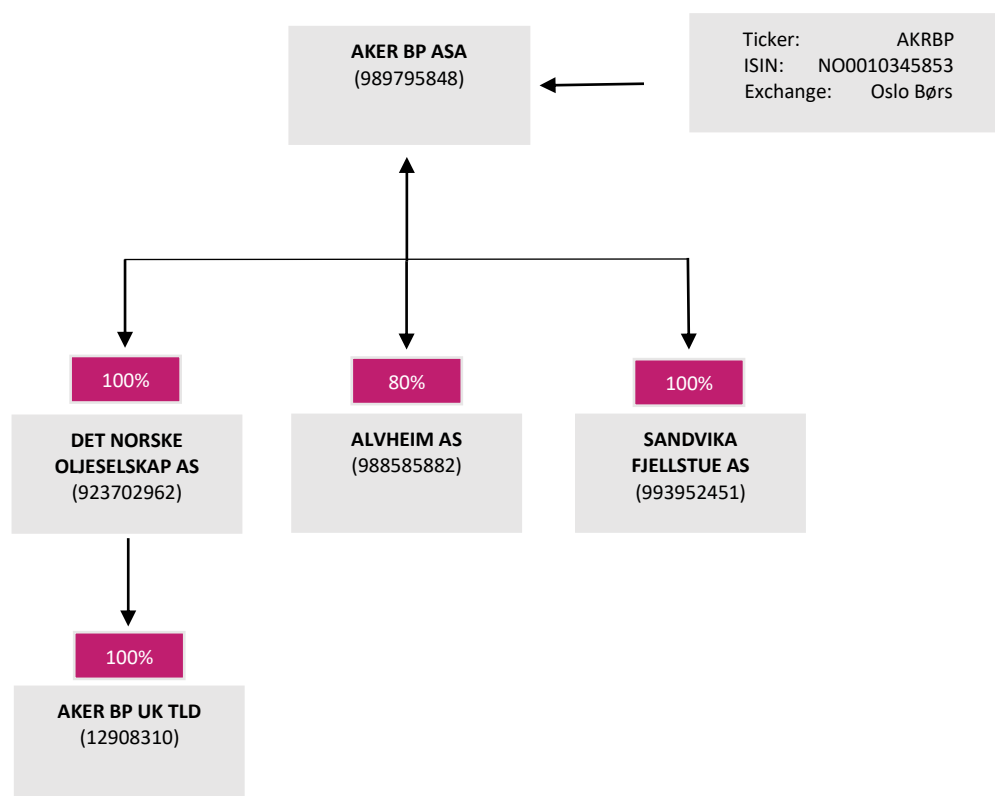 AKER BP ASA
(989795848)
Ticker: AKRBP
ISIN: NO0010345853
Exchange: Oslo Børs
100%
80%
100%
DET NORSKE
OLJESELSKAP AS
(923702962)
ALVHEIM AS
(988585882)
SANDVIKA
FJELLSTUE AS
(993952451)
100%
AKER BP UK TLD
(12908310)